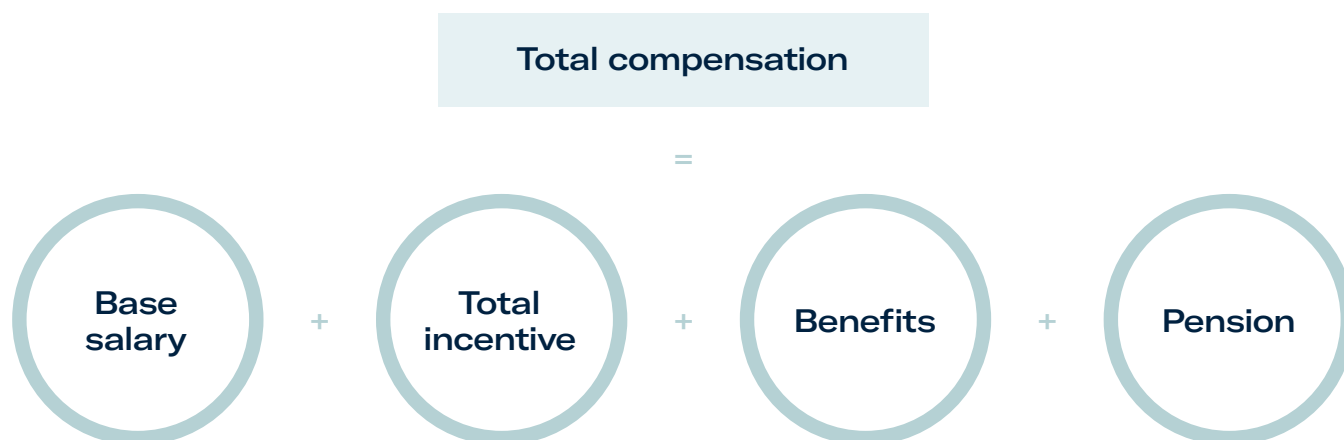 Total compensation
=
Base
salary
+
Total
incentive
+
Benefits
+
Pension